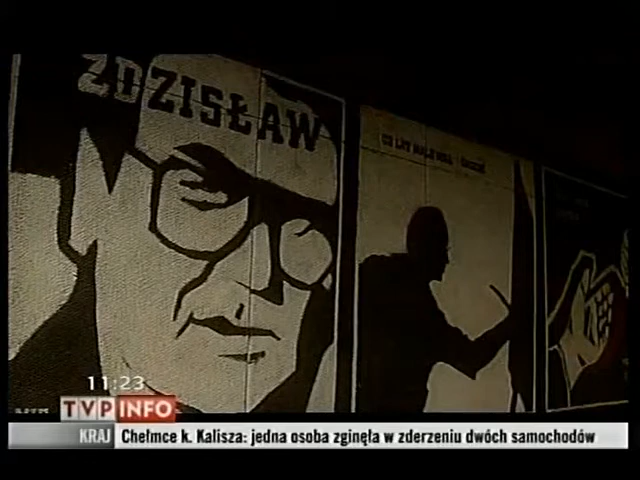 ZDZISŁAW
11:23
TVP INFO
KRAJ Chełmce k. Kalisza: jedna osoba zginęła w zderzeniu dwóch samochodów